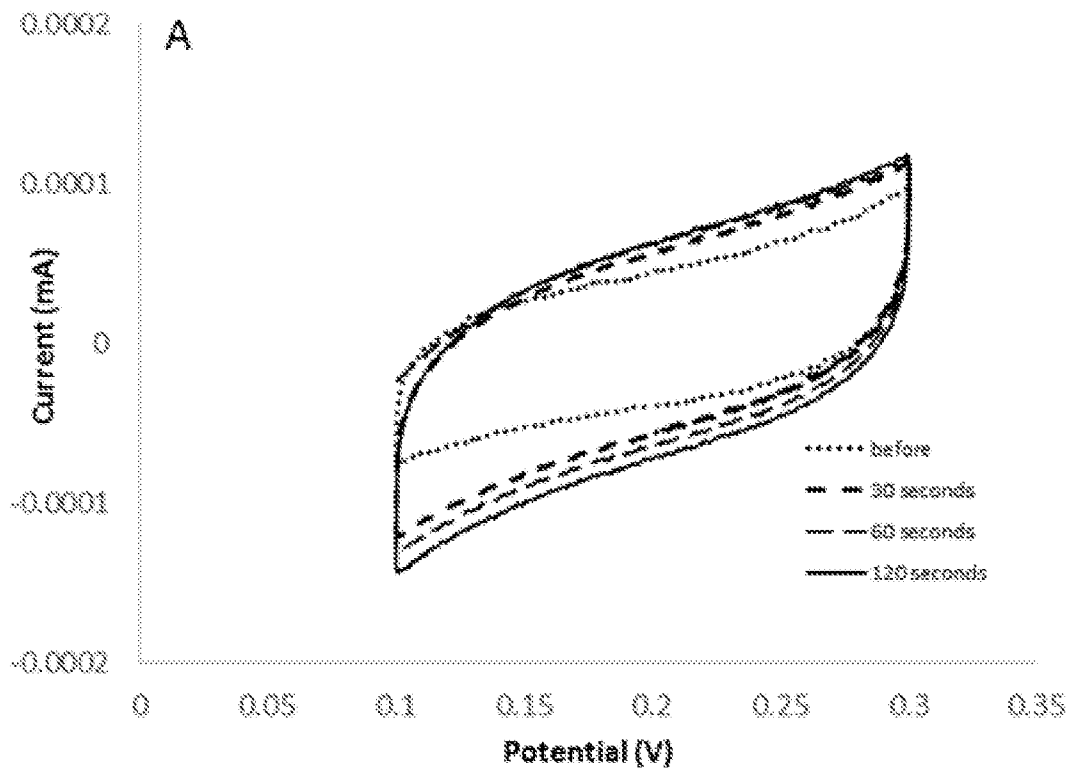 A
0.0002
0.0001
0
-0.0001
-0.0002
Current (mA)
before
30 seconds
60 seconds
120 seconds
0 0.05 0.1 0.15 0.2 0.25 0.3 0.35
Potential (V)